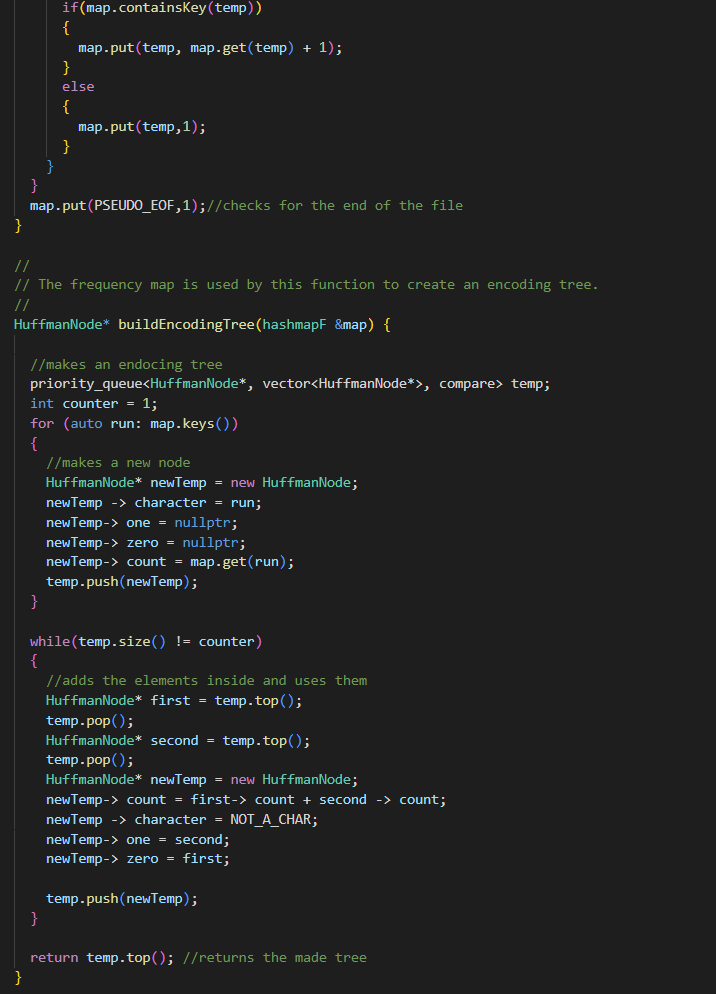 if(map.containsKey(temp))
{
map.put(temp, map.get(temp) + 1);
}
else
{
map.put(temp,1);
}
}
}
map.put(PSEUDO_EOF,1);//checks for the end of the file
}
//
// The frequency map is used by this function to create an encoding tree.
//
HuffmanNode* buildEncodingTree(hashmapF &map) {
//makes an endocing tree
priority_queue<HuffmanNode*, vector<HuffmanNode*>, compare> temp;
int counter = 1;
for (auto run: map.keys())
{
//makes a new node
HuffmanNode* newTemp = new HuffmanNode;
newTemp -> character = run;
newTemp-> one = nullptr;
newTemp-> zero = nullptr;
newTemp-> count = map.get(run);
temp.push(newTemp);
}
while(temp.size() != counter)
{
//adds the elements inside and uses them
HuffmanNode* first = temp.top();
temp.pop();
HuffmanNode* second = temp.top();
temp.pop();
HuffmanNode* newTemp = new HuffmanNode;
newTemp-> count = first-> count + second -> count;
newTemp -> character = NOT_A_CHAR;
newTemp-> one = second;
newTemp-> zero = first;
temp.push(newTemp);
}
return temp.top(); //returns the made tree
}